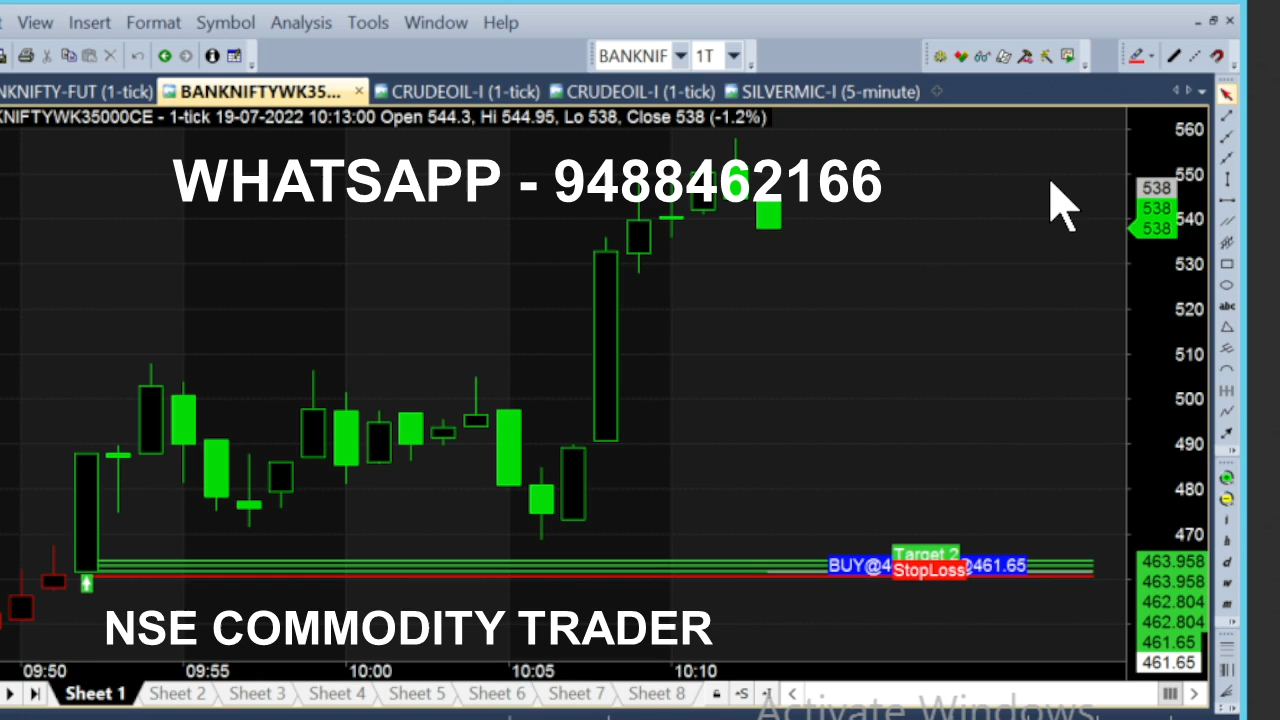 View Insert Format Symbol Analysis Tools Window Help
BANKNIF 1T
NKNIFTY-FUT (1-tick) BANKNIFTYWK35... CRUDEOIL-I (1-tick) CRUDEOIL-I (1-tick) SILVERMIC-I (5-minute)
KNIFTYWK35000CE - 1-tick 19-07-2022 10:13:00 Open 544.3, Hi 544.95, Lo 538, Close 538 (-1.2%)
WHATSAPP - 9488462166
560
550
538
538
540
538
530
520
510
500
490
480
470
Target 2
BUY@4 @461.65
StopLoss
463.958
463.958
462.804
462.804
461.65
461.65
abc
NSE COMMODITY TRADER
09:50 09:55 10:00 10:05 10:10
Sheet 1 Sheet 2 Sheet 3 Sheet 4 Sheet 5 Sheet 6 Sheet 7 Sheet 8
Activate Windows